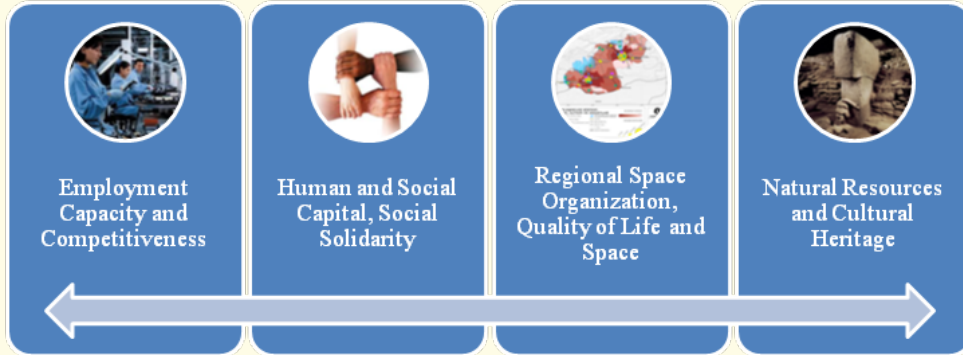 Employment
Capacity and
Competitiveness
Human and Social
Capital, Social
Solidarity
Regional Space
Organization,
Quality of Life and
Space
Natural Resources
and Cultural
Heritage